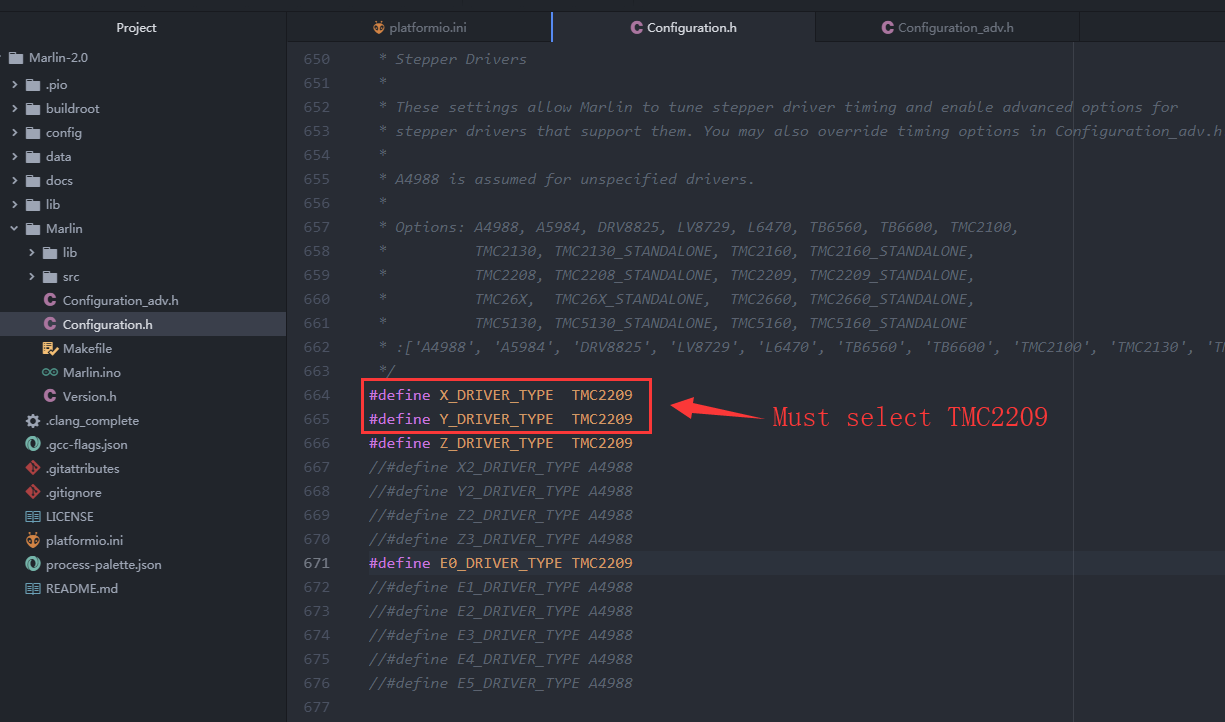 Project
platformio.ini
Configuration.h
Configuration_adv.h
Marlin-2.0
.pio
buildroot
config
data
docs
lib
Marlin
lib
src
Configuration_adv.h
Configuration.h
Makefile
Marlin.ino
Version.h
.clang_complete
.gcc-flags.json
.gitattributes
.gitignore
LICENSE
platformio.ini
process-palette.json
README.md
650 * Stepper Drivers
651 *
652 * These settings allow Marlin to tune stepper driver timing and enable advanced options for
653 * stepper drivers that support them. You may also override timing options in Configuration_adv.h
654 *
655 * A4988 is assumed for unspecified drivers.
656 *
657 * Options: A4988, A5984, DRV8825, LV8729, L6470, TB6560, TB6600, TMC2100,
658 * TMC2130, TMC2130_STANDALONE, TMC2160, TMC2160_STANDALONE,
659 * TMC2208, TMC2208_STANDALONE, TMC2209, TMC2209_STANDALONE,
660 * TMC26X, TMC26X_STANDALONE, TMC2660, TMC2660_STANDALONE,
661 * TMC5130, TMC5130_STANDALONE, TMC5160, TMC5160_STANDALONE
662 * :['A4988', 'A5984', 'DRV8825', 'LV8729', 'L6470', 'TB6560', 'TB6600', 'TMC2100', 'TMC2130', 'TM
663 */
664 #define X_DRIVER_TYPE TMC2209
665 #define Y_DRIVER_TYPE TMC2209
Must select TMC2209
666 #define Z_DRIVER_TYPE TMC2209
667 //#define X2_DRIVER_TYPE A4988
668 //#define Y2_DRIVER_TYPE A4988
669 //#define Z2_DRIVER_TYPE A4988
670 //#define Z3_DRIVER_TYPE A4988
671 #define E0_DRIVER_TYPE TMC2209
672 //#define E1_DRIVER_TYPE A4988
673 //#define E2_DRIVER_TYPE A4988
674 //#define E3_DRIVER_TYPE A4988
675 //#define E4_DRIVER_TYPE A4988
676 //#define E5_DRIVER_TYPE A4988
677